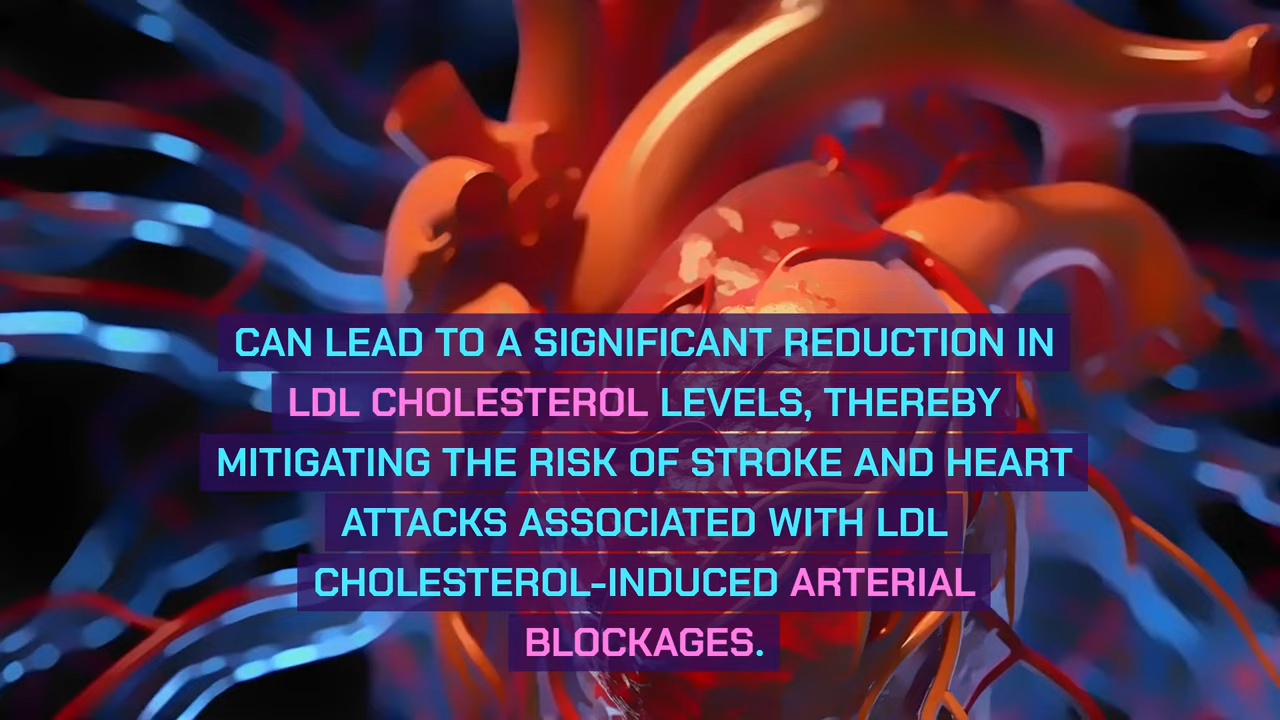 CAN LEAD TO A SIGNIFICANT REDUCTION IN
LDL CHOLESTEROL LEVELS, THEREBY
MITIGATING THE RISK OF STROKE AND HEART
ATTACKS ASSOCIATED WITH LDL
CHOLESTEROL-INDUCED ARTERIAL
BLOCKAGES.